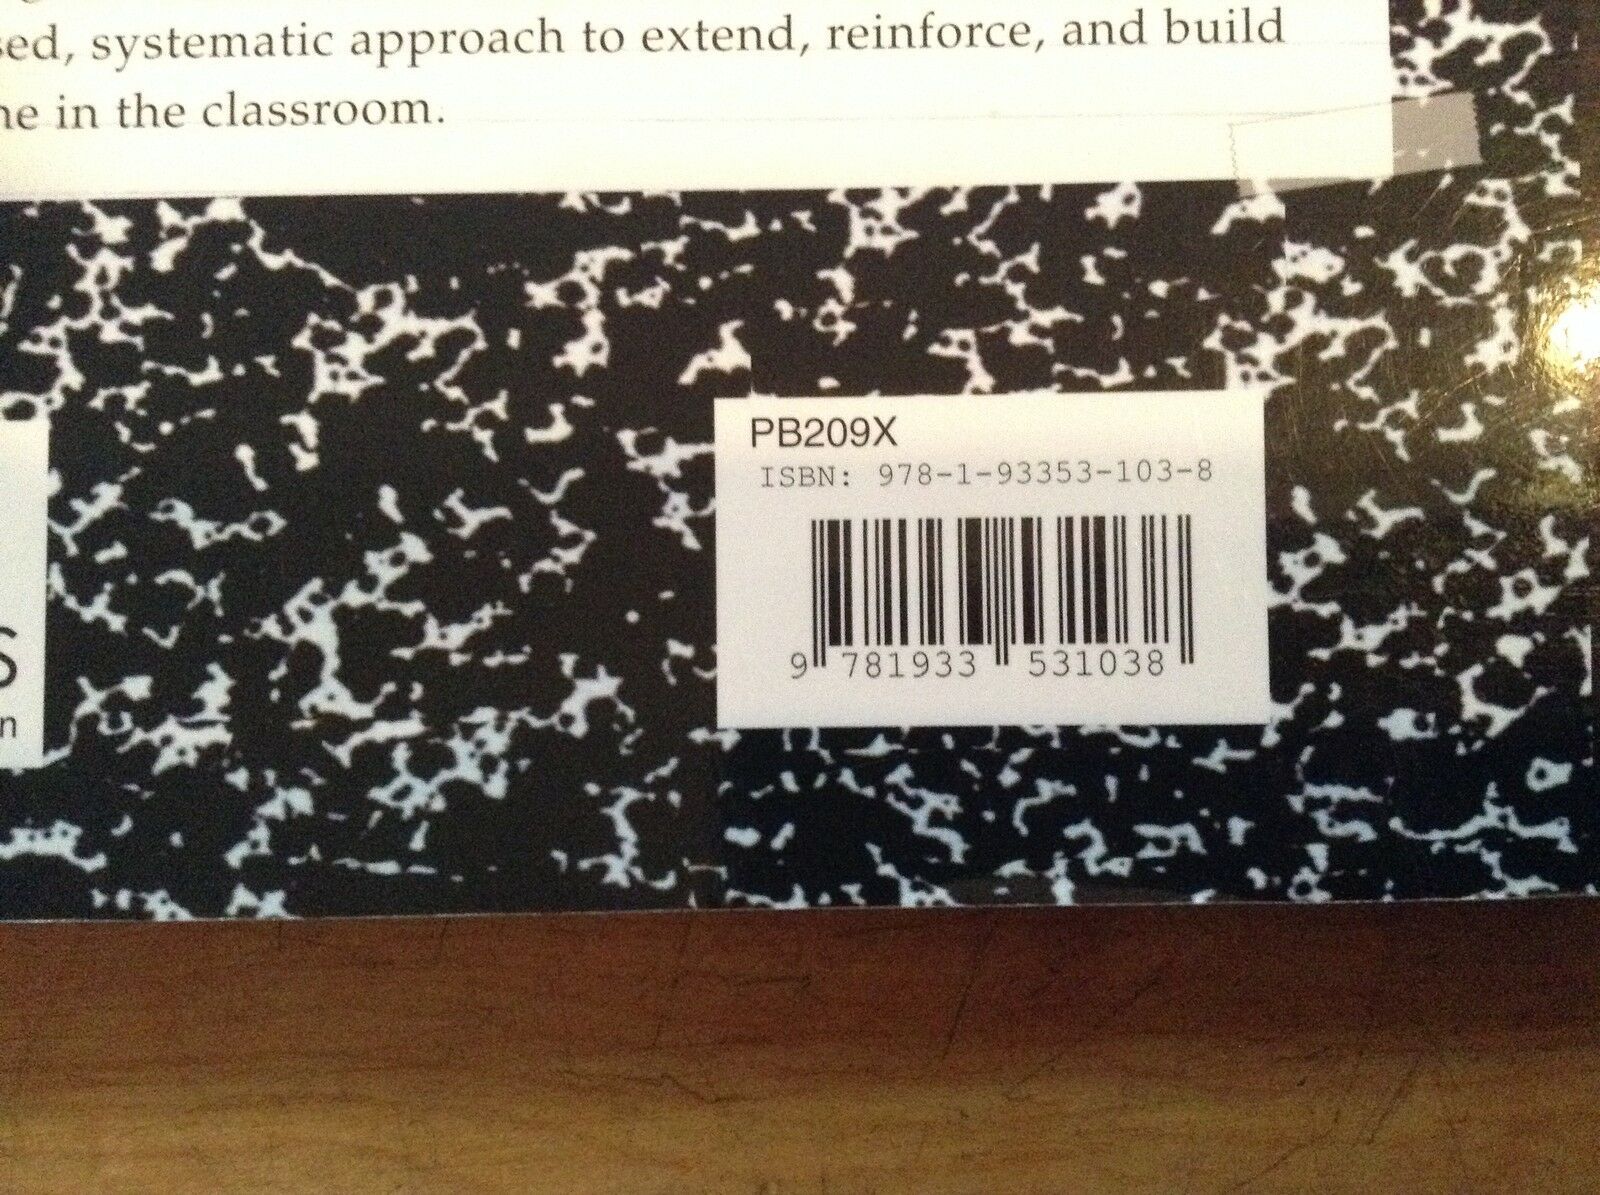 systematic approach to extend, reinforce, and build
in the classroom.
PB209X
ISBN: 978-1-93353-103-8
9 781933 531038